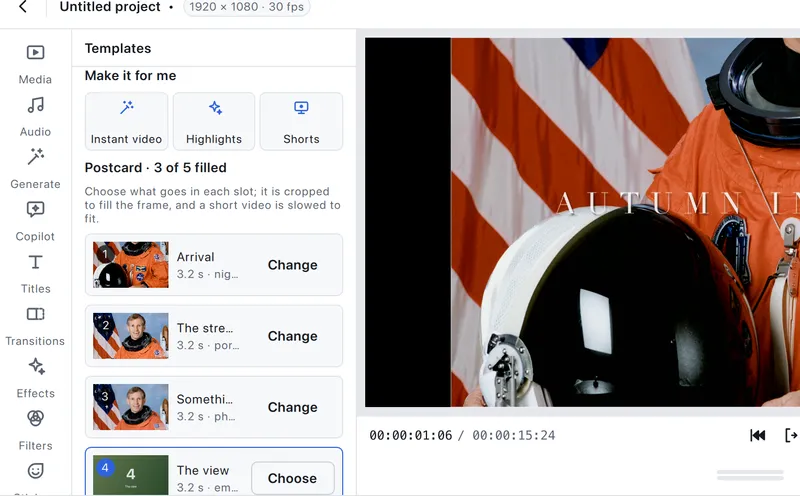 Untitled project • 1920 × 1080 · 30 fps
Media
Audio
Generate
Copilot
Titles
Transitions
Effects
Filters
Templates
Make it for me
Instant video
Highlights
Shorts
Postcard · 3 of 5 filled
Choose what goes in each slot; it is cropped
to fill the frame, and a short video is slowed to
fit.
1
Arrival
3.2 s · nig…
Change
2
The stre…
3.2 s · por…
Change
3
Somethi…
3.2 s · ph…
Change
4
4
The view
3.2 s · em…
Choose
AUTUMN IN
00:00:01:06 / 00:00:15:24